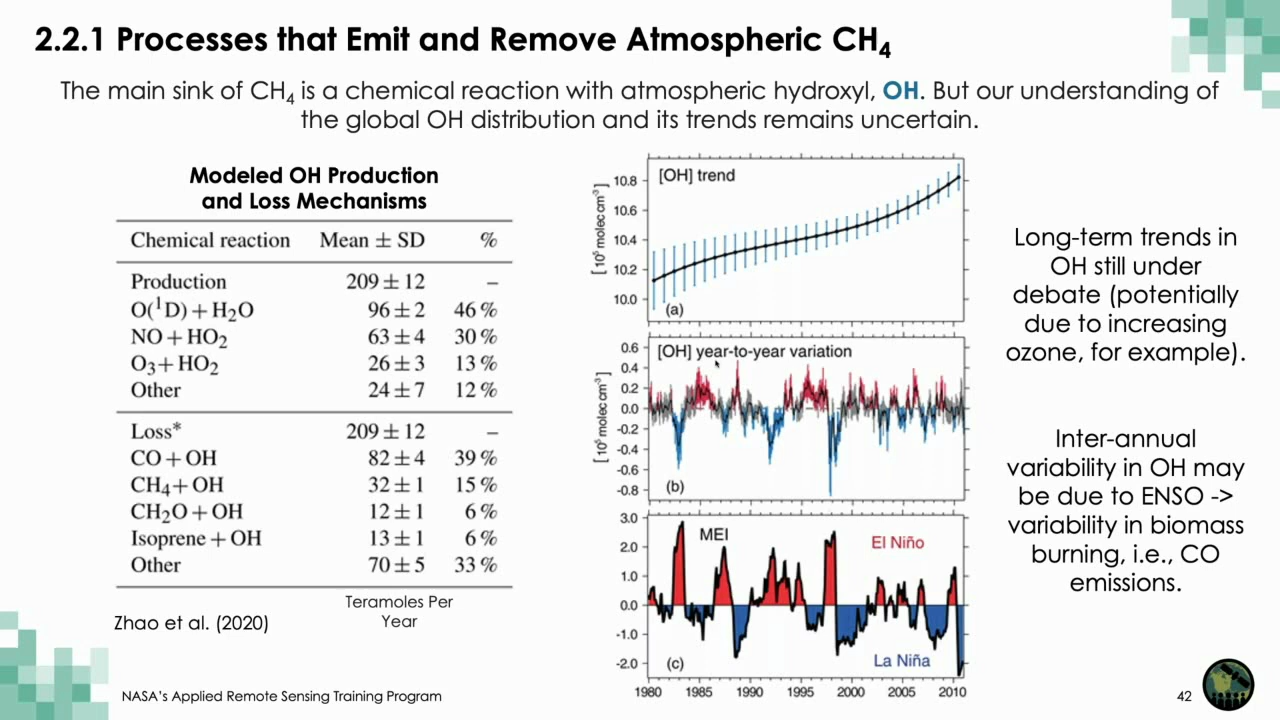 2.2.1 Processes that Emit and Remove Atmospheric CH₄
The main sink of CH₄ is a chemical reaction with atmospheric hydroxyl, OH. But our understanding of
the global OH distribution and its trends remains uncertain.
Modeled OH Production
and Loss Mechanisms
Chemical reaction Mean ± SD %
Production 209 ± 12 –
O(¹D) + H₂O 96 ± 2 46 %
NO + HO₂ 63 ± 4 30 %
O₃ + HO₂ 26 ± 3 13 %
Other 24 ± 7 12 %
Loss* 209 ± 12 –
CO + OH 82 ± 4 39 %
CH₄ + OH 32 ± 1 15 %
CH₂O + OH 12 ± 1 6 %
Isoprene + OH 13 ± 1 6 %
Other 70 ± 5 33 %
Zhao et al. (2020)
Teramoles Per
Year
[OH] trend
[10⁵ molec cm⁻³]
10.8
10.6
10.4
10.2
10.0
(a)
[OH] year-to-year variation
[10⁵ molec cm⁻³]
0.6
0.4
0.2
0.0
-0.2
-0.4
-0.6
-0.8
(b)
MEI
El Niño
La Niña
3.0
2.0
1.0
0.0
-1.0
-2.0
(c)
1980 1985 1990 1995 2000 2005 2010
Long-term trends in
OH still under
debate (potentially
due to increasing
ozone, for example).
Inter-annual
variability in OH may
be due to ENSO ->
variability in biomass
burning, i.e., CO
emissions.
NASA's Applied Remote Sensing Training Program
42